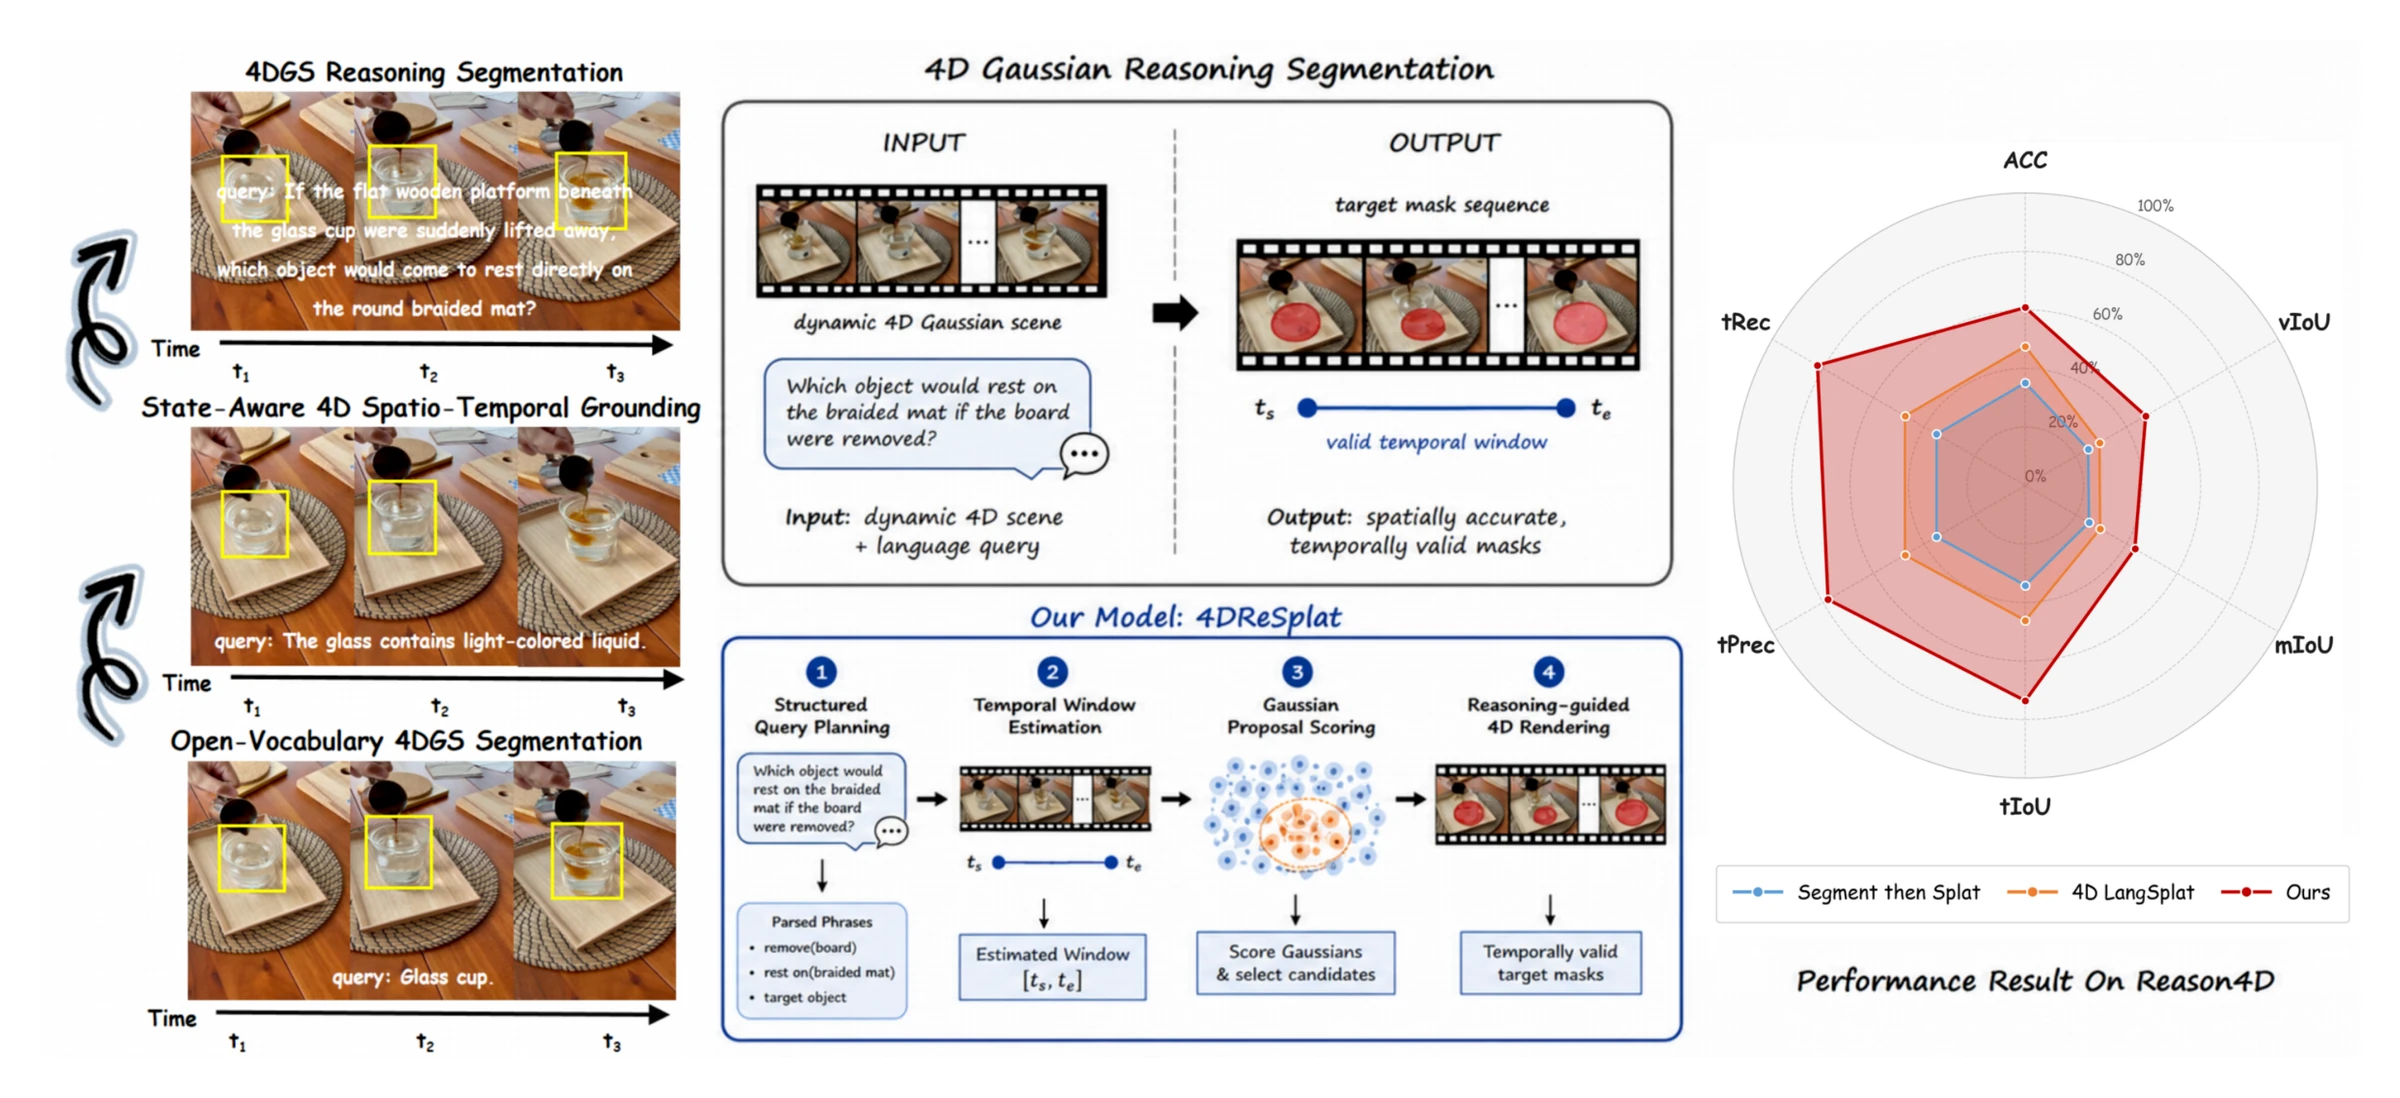 4DGS Reasoning Segmentation
query: If the flat wooden platform beneath
the glass cup were suddenly lifted away,
which object would come to rest directly on
the round braided mat?
Time
t1
t2
t3
State-Aware 4D Spatio-Temporal Grounding
query: The glass contains light-colored liquid.
Time
t1
t2
t3
Open-Vocabulary 4DGS Segmentation
query: Glass cup.
Time
t1
t2
t3
4D Gaussian Reasoning Segmentation
INPUT
...
dynamic 4D Gaussian scene
Which object would rest on
the braided mat if the board
were removed?
Input: dynamic 4D scene
+ language query
OUTPUT
target mask sequence
...
ts
te
valid temporal window
Output: spatially accurate,
temporally valid masks
Our Model: 4DReSplat
1
Structured
Query Planning
Which object would
rest on the braided
mat if the board
were removed?
Parsed Phrases
• remove(board)
• rest on(braided mat)
• target object
2
Temporal Window
Estimation
...
ts
te
Estimated Window
[ts, te]
3
Gaussian
Proposal Scoring
Score Gaussians
& select candidates
4
Reasoning-guided
4D Rendering
...
Temporally valid
target masks
ACC
100%
80%
60%
40%
20%
0%
tRec
vIoU
tPrec
mIoU
tIoU
Segment then Splat
4D LangSplat
Ours
Performance Result On Reason4D